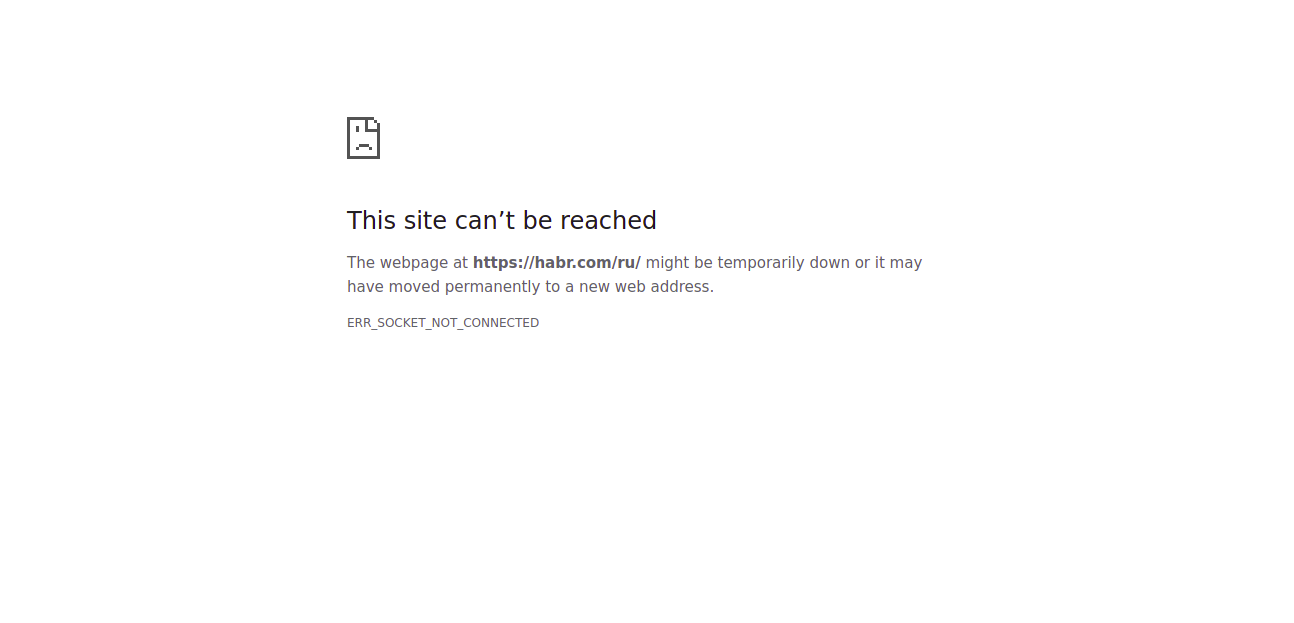 This site can’t be reached
The webpage at https://habr.com/ru/ might be temporarily down or it may
have moved permanently to a new web address.
ERR_SOCKET_NOT_CONNECTED